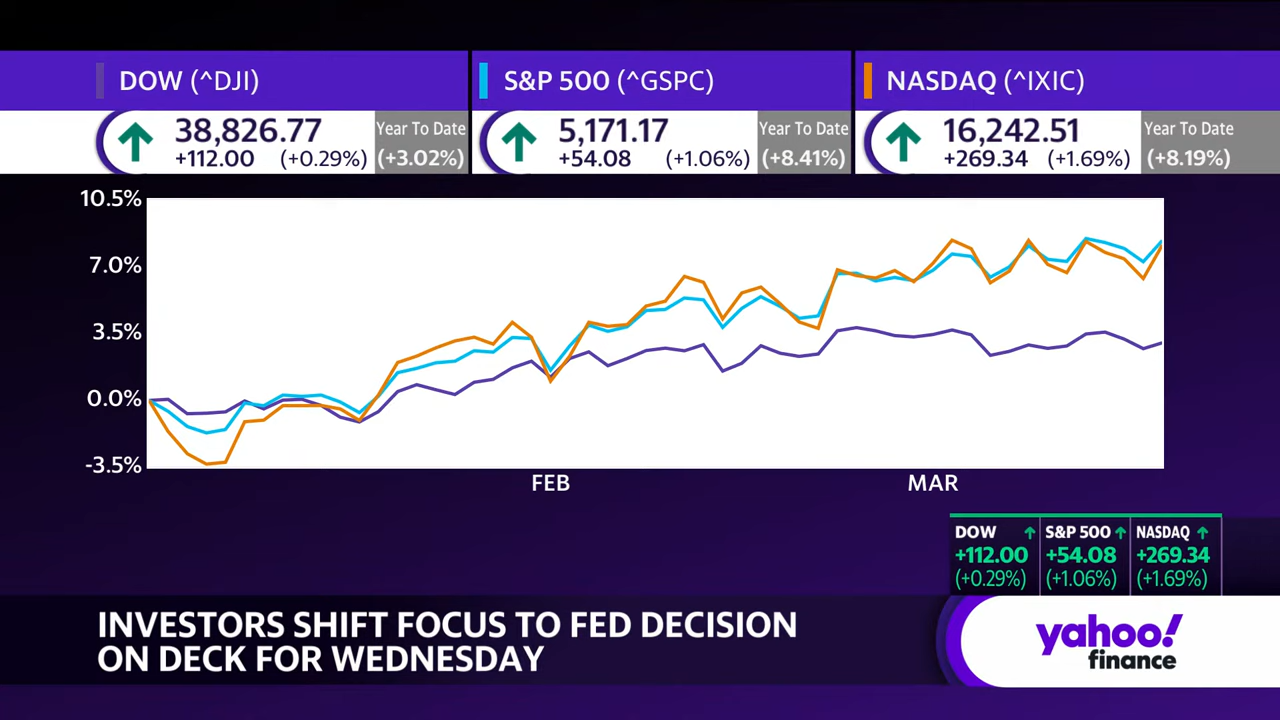 DOW (^DJI)
38,826.77
+112.00 (+0.29%)
Year To Date
(+3.02%)
S&P 500 (^GSPC)
5,171.17
+54.08 (+1.06%)
Year To Date
(+8.41%)
NASDAQ (^IXIC)
16,242.51
+269.34 (+1.69%)
Year To Date
(+8.19%)
10.5%
7.0%
3.5%
0.0%
-3.5%
FEB
MAR
DOW
+112.00
(+0.29%)
S&P 500
+54.08
(+1.06%)
NASDAQ
+269.34
(+1.69%)
INVESTORS SHIFT FOCUS TO FED DECISION
ON DECK FOR WEDNESDAY
yahoo!
finance